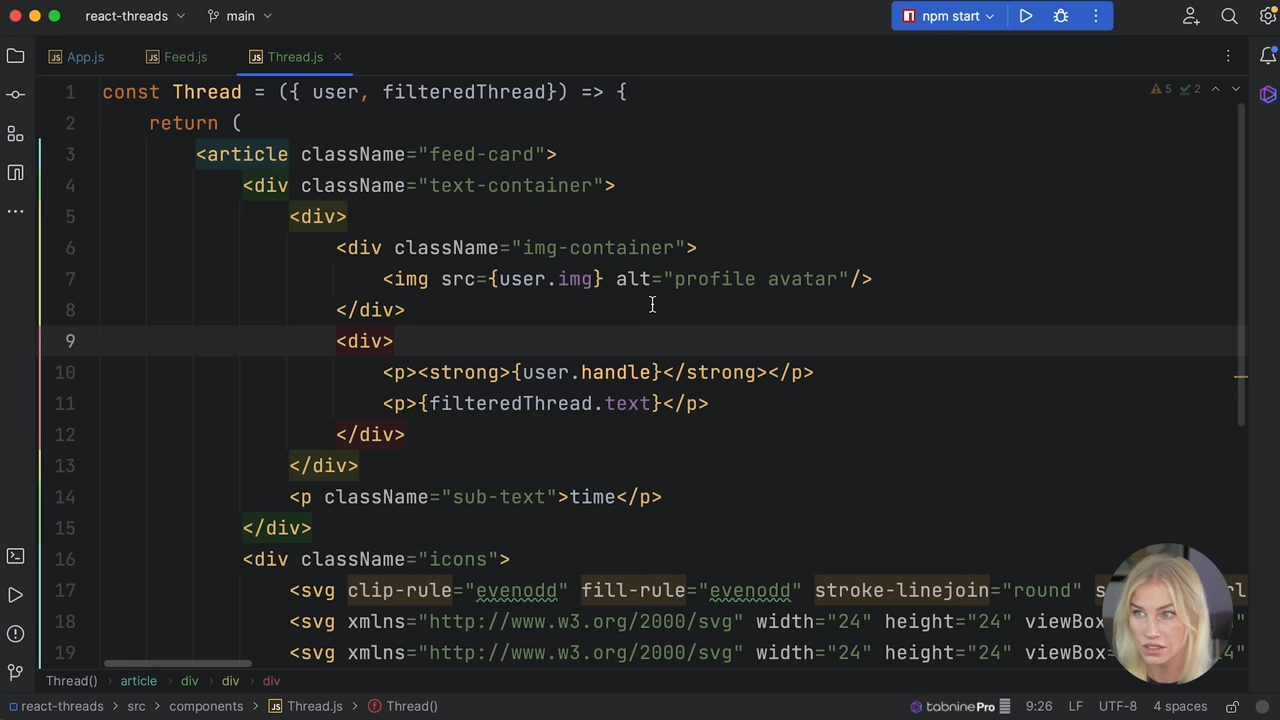 react-threads main npm start
App.js Feed.js Thread.js
5 2
1 const Thread = ({ user, filteredThread}) => {
2 return (
3 <article className="feed-card">
4 <div className="text-container">
5 <div>
6 <div className="img-container">
7 <img src={user.img} alt="profile avatar"/>
8 </div>
9 <div>
10 <p><strong>{user.handle}</strong></p>
11 <p>{filteredThread.text}</p>
12 </div>
13 </div>
14 <p className="sub-text">time</p>
15 </div>
16 <div className="icons">
17 <svg clip-rule="evenodd" fill-rule="evenodd" stroke-linejoin="round"
18 <svg xmlns="http://www.w3.org/2000/svg" width="24" height="24" viewBox=
19 <svg xmlns="http://www.w3.org/2000/svg" width="24" height="24" viewBox=
Thread() article div div div
react-threads src components Thread.js Thread() tabninePro 9:26 LF UTF-8 4 spaces